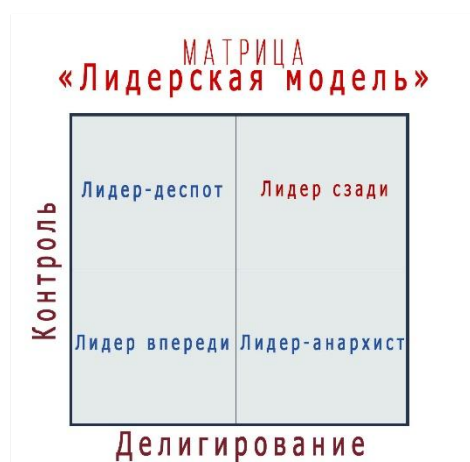 МАТРИЦА
«Лидерская модель»
Лидер-деспот
Лидер сзади
Контроль
Лидер впереди
Лидер-анархист
Делигирование